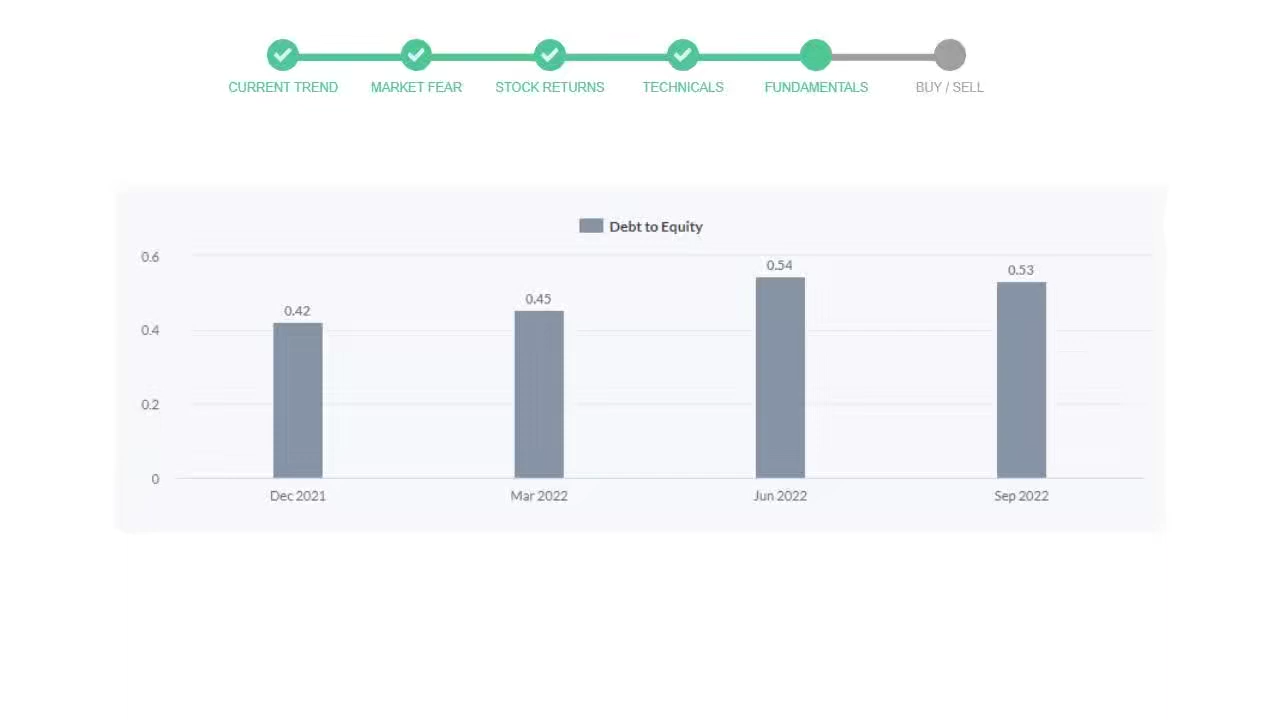 CURRENT TREND MARKET FEAR STOCK RETURNS TECHNICALS FUNDAMENTALS BUY / SELL
Debt to Equity
0.6
0.54
0.53
0.45
0.42
0.4
0.2
0
Dec 2021 Mar 2022 Jun 2022 Sep 2022